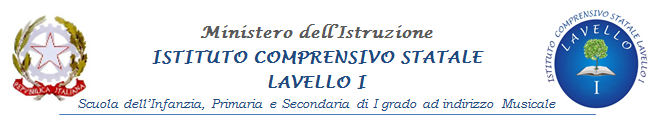 Ministero dell'Istruzione
ISTITUTO COMPRENSIVO STATALE
LAVELLO I
Scuola dell'Infanzia, Primaria e Secondaria di I grado ad indirizzo Musicale
REPUBBLICA ITALIANA
ISTITUTO COMPRENSIVO STATALE LAVELLO I
LAVELLO
I